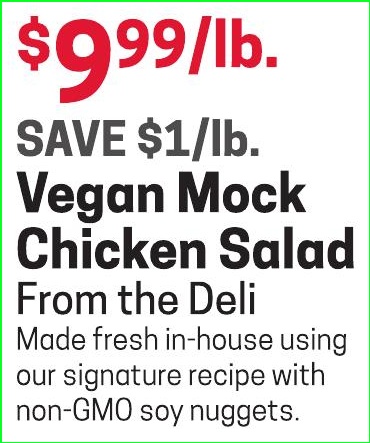 $9.99/lb.
SAVE $1/lb.
Vegan Mock
Chicken Salad
From the Deli
Made fresh in-house using
our signature recipe with
non-GMO soy nuggets.